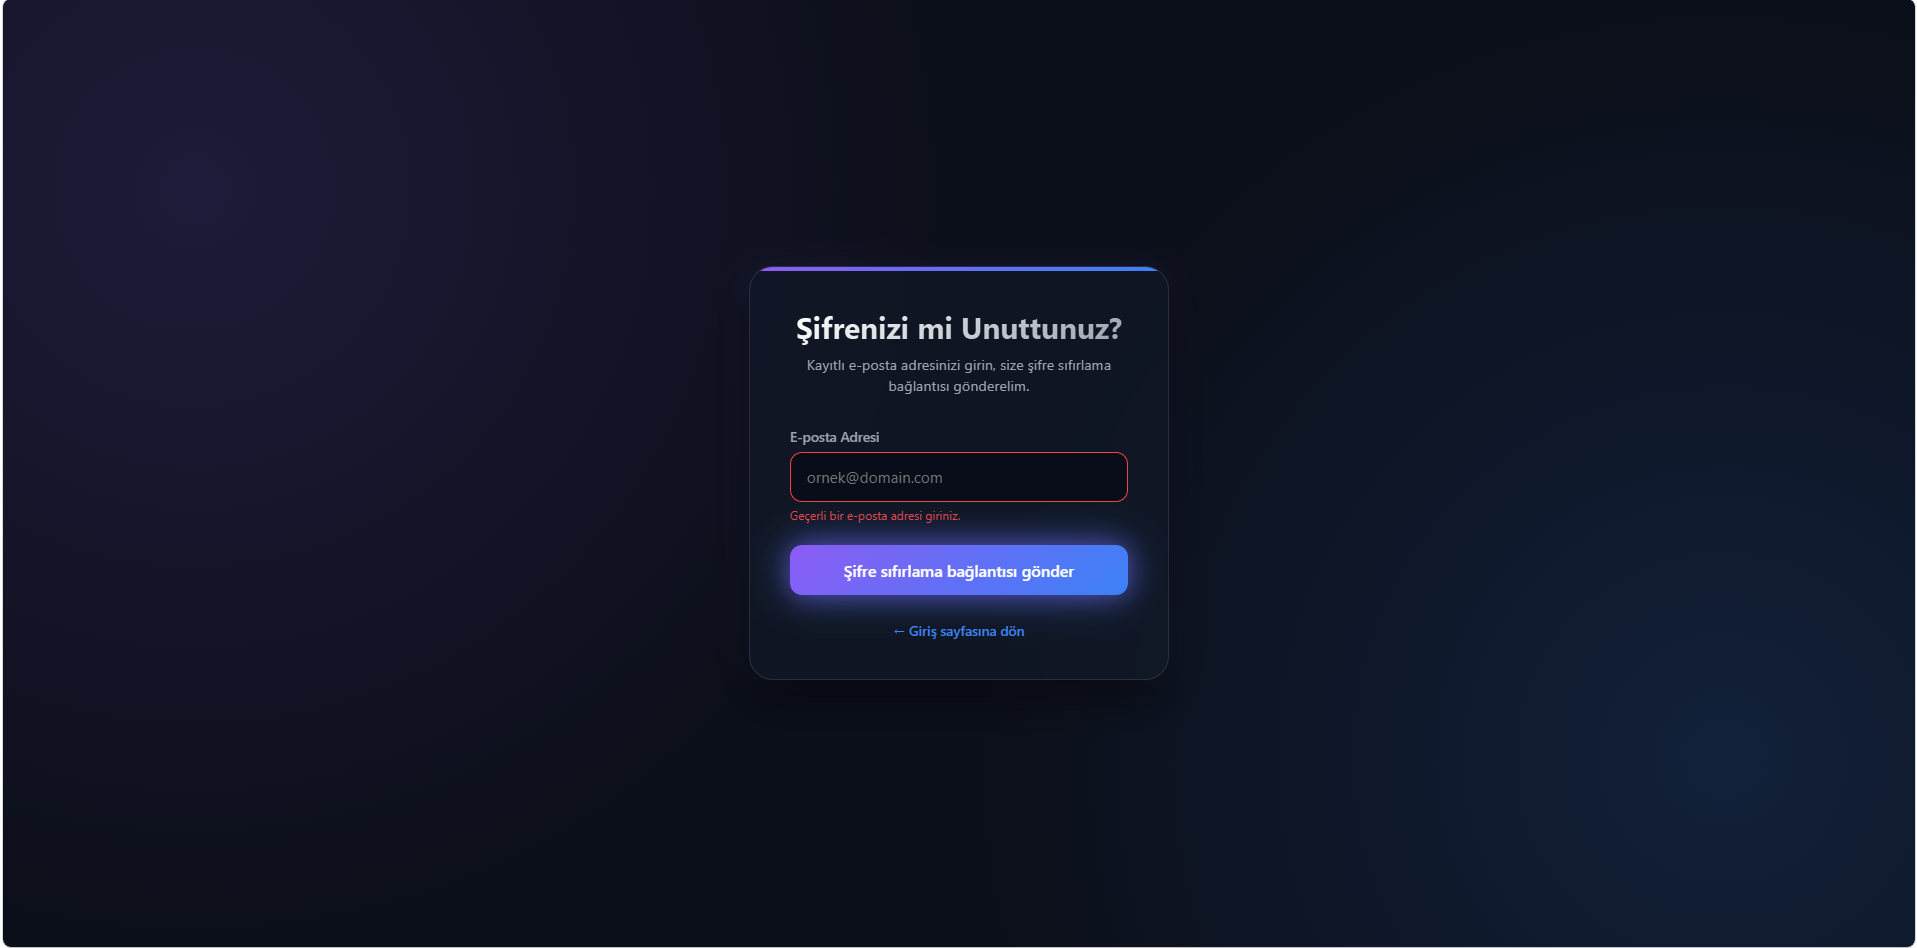 Şifrenizi mi Unuttunuz?
Kayıtlı e-posta adresinizi girin, size şifre sıfırlama
bağlantısı gönderelim.
E-posta Adresi
ornek@domain.com
Geçerli bir e-posta adresi giriniz.
Şifre sıfırlama bağlantısı gönder
← Giriş sayfasına dön